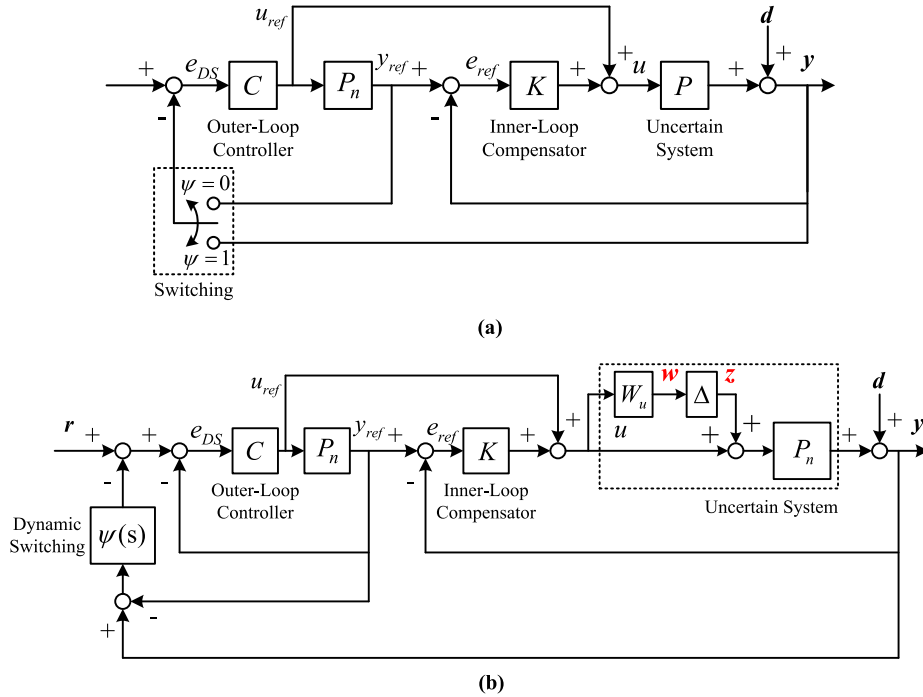 u_ref
d
+ e_DS C P_n y_ref + e_ref K + + u P + + y
- -
Outer-Loop Controller
Inner-Loop Compensator
Uncertain System
ψ = 0
ψ = 1
Switching
(a)
u_ref
W_u w Δ z
d
r + + e_DS C P_n y_ref + e_ref K + + u + + P_n + + y
- - -
Outer-Loop Controller
Inner-Loop Compensator
Uncertain System
Dynamic Switching
ψ(s)
+ -
(b)